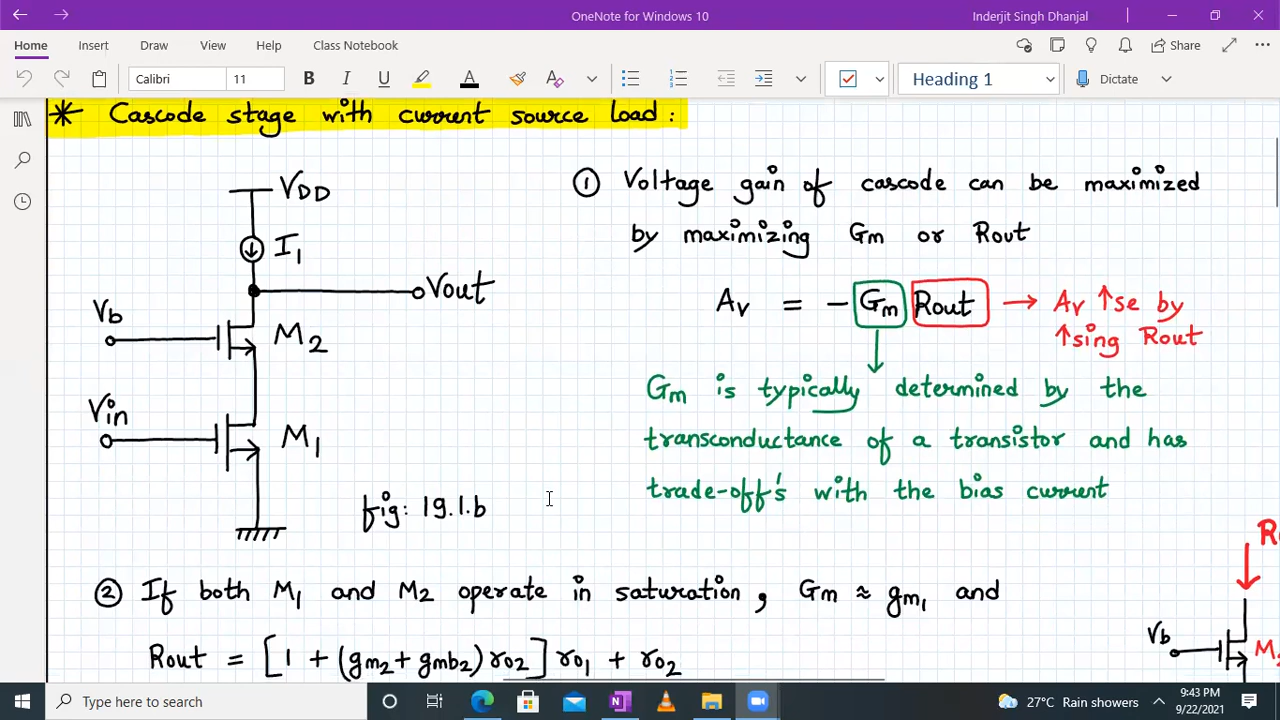 OneNote for Windows 10
Inderjit Singh Dhanjal
Home Insert Draw View Help Class Notebook
Share
Calibri 11 B I U A Heading 1 Dictate
* Cascode stage with current source load :
VDD
I1
Vout
Vb
M2
Vin
M1
fig: 19.1.b
① Voltage gain of cascode can be maximized
by maximizing Gm or Rout
Av = - Gm Rout → Av ↑se by
↑sing Rout
Gm is typically determined by the
transconductance of a transistor and has
trade-off's with the bias current
② If both M1 and M2 operate in saturation, Gm ≈ gm1 and
Rout = [1 + (gm2 + gmb2) ro2] ro1 + ro2
Vb
Type here to search
27°C Rain showers
9:43 PM
9/22/2021